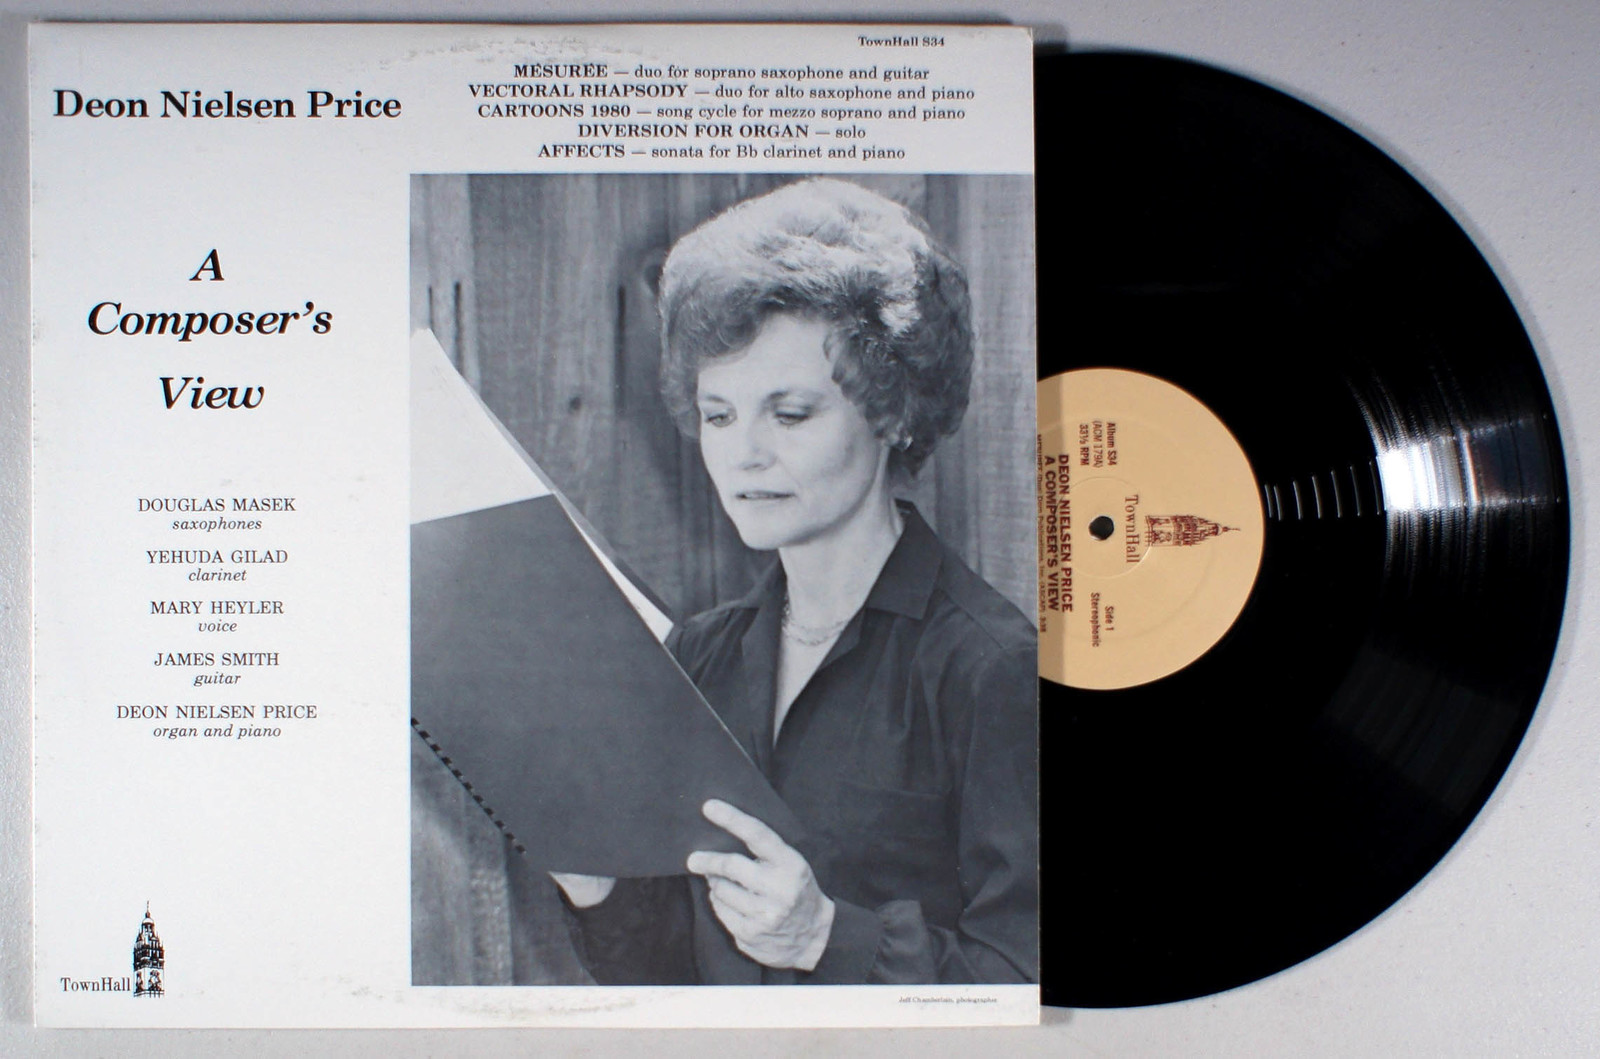 TownHall S34
Deon Nielsen Price
MESURÉE — duo for soprano saxophone and guitar
VECTORAL RHAPSODY — duo for alto saxophone and piano
CARTOONS 1980 — song cycle for mezzo soprano and piano
DIVERSION FOR ORGAN — solo
AFFECTS — sonata for Bb clarinet and piano
A
Composer's
View
DOUGLAS MASEK
saxophones
YEHUDA GILAD
clarinet
MARY HEYLER
voice
JAMES SMITH
guitar
DEON NIELSEN PRICE
organ and piano
TownHall
Jeff Chamberlain, photographer
TownHall
Album S34
(ACM 179A)
33⅓ RPM
Side 1
Stereophonic
DEON NIELSEN PRICE
A COMPOSER'S VIEW